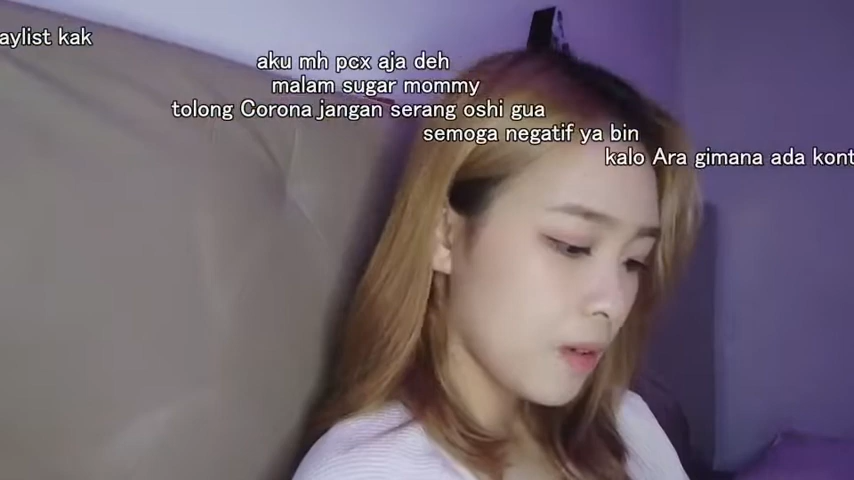 aylist kak
aku mh pcx aja deh
malam sugar mommy
tolong Corona jangan serang oshi gua
semoga negatif ya bin
kalo Ara gimana ada kont